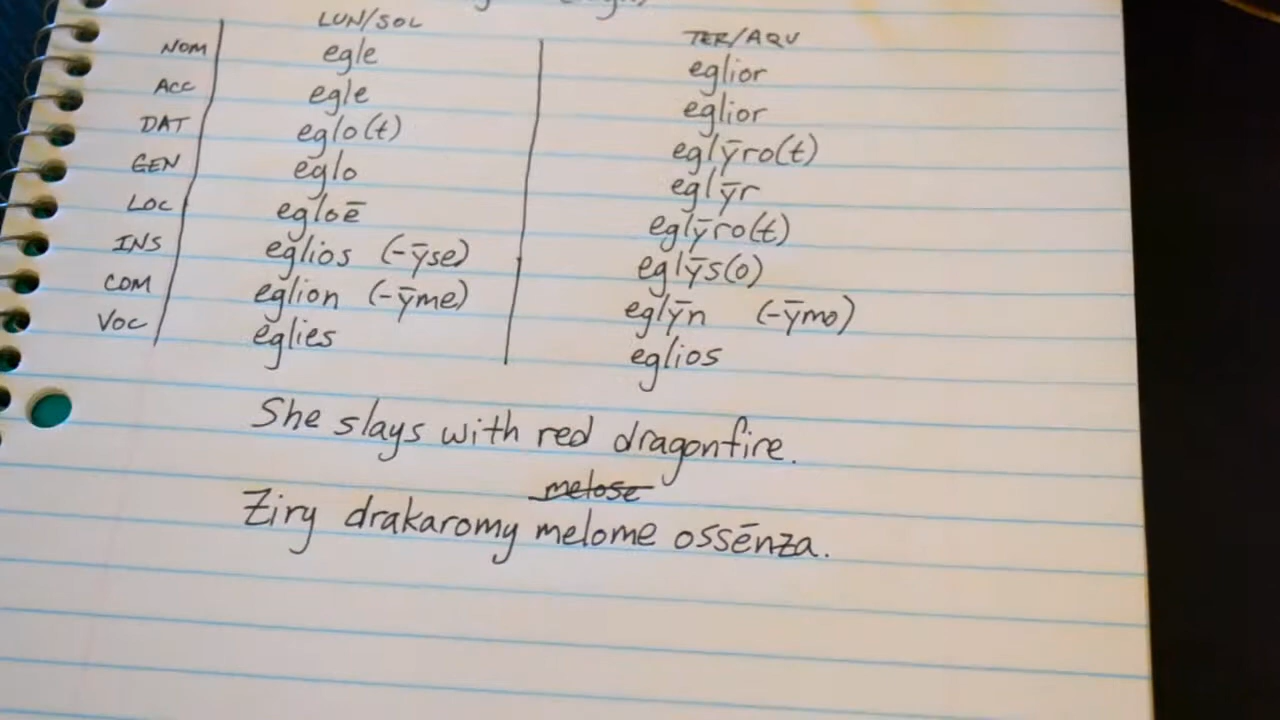 LUN/SOL TER/AQU
NOM egle eglior
ACC egle eglior
DAT eglo(t) eglȳro(t)
GEN eglo eglȳr
LOC egloē eglȳro(t)
INS eglios (-ȳse) eglȳs(o)
COM eglion (-ȳme) eglȳn (-ȳmo)
VOC eglies eglios
She slays with red dragonfire.
melose
Ziry drakaromy melome ossēnza.